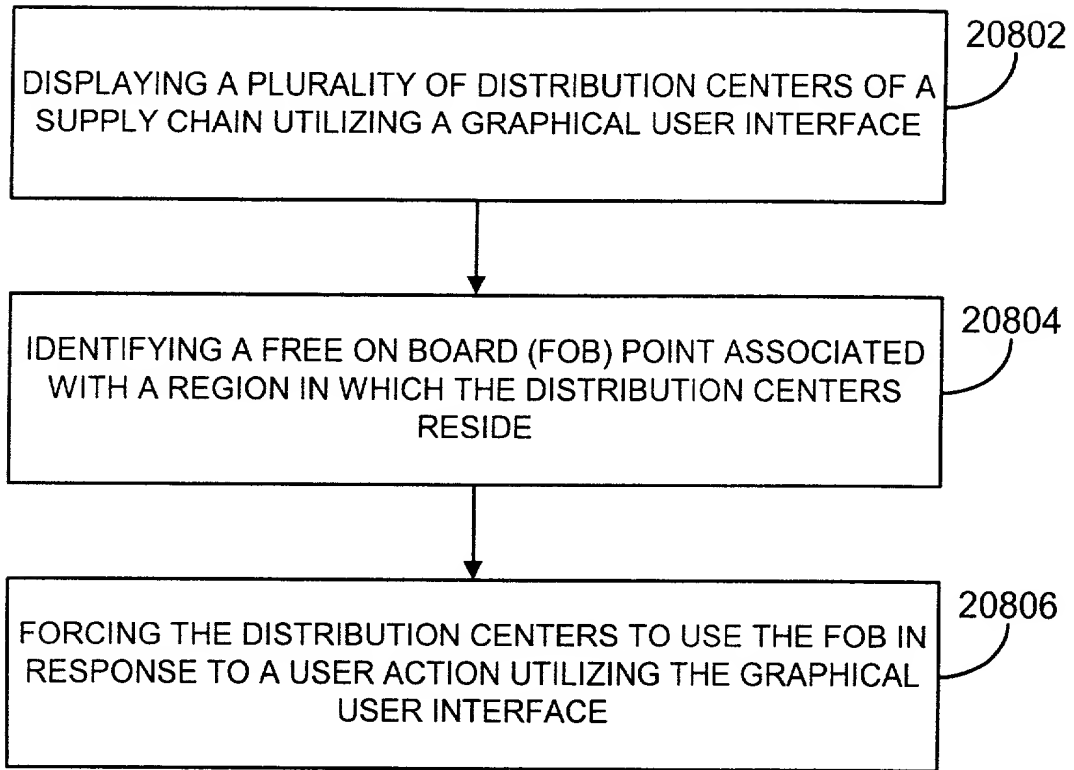 20802
DISPLAYING A PLURALITY OF DISTRIBUTION CENTERS OF A
SUPPLY CHAIN UTILIZING A GRAPHICAL USER INTERFACE
20804
IDENTIFYING A FREE ON BOARD (FOB) POINT ASSOCIATED
WITH A REGION IN WHICH THE DISTRIBUTION CENTERS
RESIDE
20806
FORCING THE DISTRIBUTION CENTERS TO USE THE FOB IN
RESPONSE TO A USER ACTION UTILIZING THE GRAPHICAL
USER INTERFACE